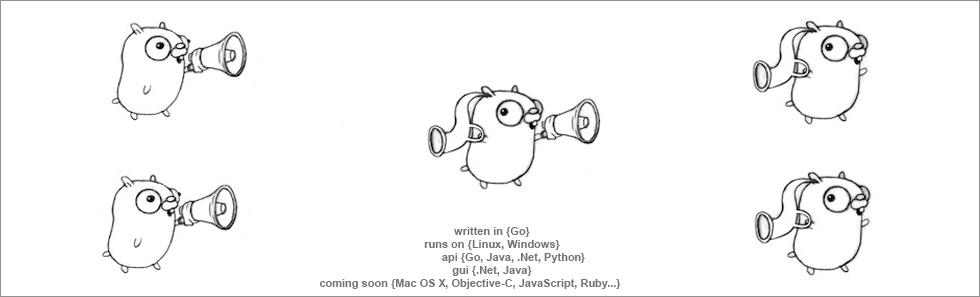 written in {Go}
runs on {Linux, Windows}
api {Go, Java, .Net, Python}
gui {.Net, Java}
coming soon {Mac OS X, Objective-C, JavaScript, Ruby...}